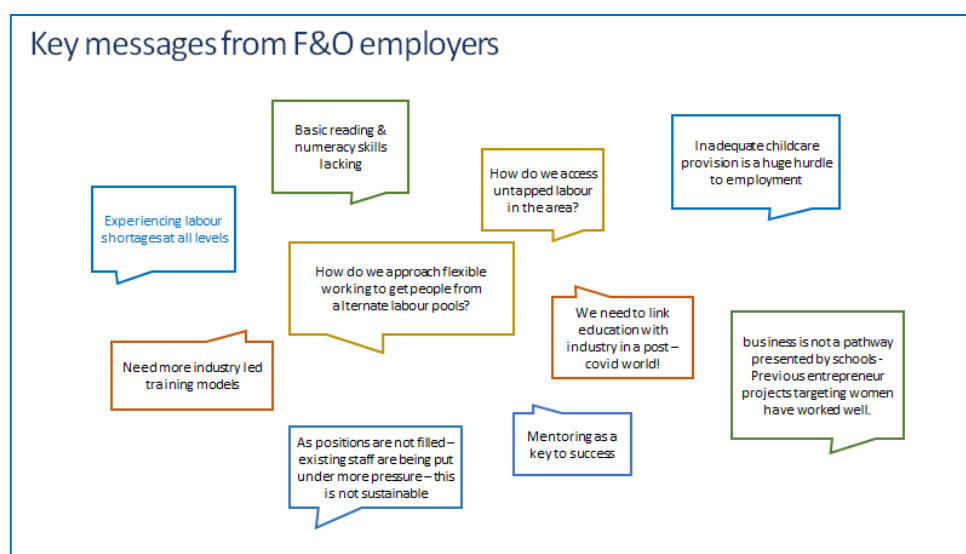 Key messages from F&O employers
Basic reading &
numeracy skills
lacking
Inadequate childcare
provision is a huge hurdle
to employment
How do we access
untapped labour
in the area?
Experiencing labour
shortages at all levels
How do we approach flexible
working to get people from
alternate labour pools?
We need to link
education with
industry in a post –
covid world!
business is not a pathway
presented by schools -
Previous entrepreneur
projects targeting women
have worked well.
Need more industry led
training models
As positions are not filled –
existing staff are being put
under more pressure – this
is not sustainable
Mentoring as a
key to success